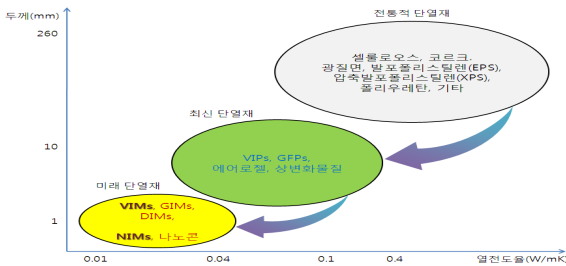 두께(mm)
260
10
1
전통적 단열재
셀룰로오스, 코르크.
광질면, 발포폴리스틸렌(EPS),
압축발포폴리스틸렌(XPS),
폴리우레탄, 기타
최신 단열재
VIPs, GFPs,
에어로젤, 상변화물질
미래 단열재
VIMs, GIMs,
DIMs,
NIMs, 나노콘
0.01
0.04
0.1
0.4
열전도율(W/mK)